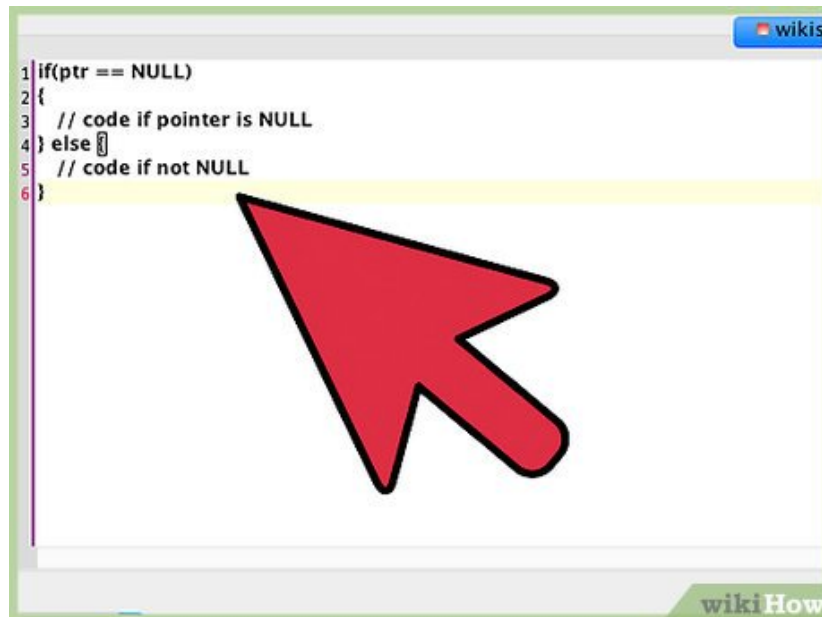 wikis
1 if(ptr == NULL)
2 {
3 // code if pointer is NULL
4 } else {
5 // code if not NULL
6 }
wikiHow